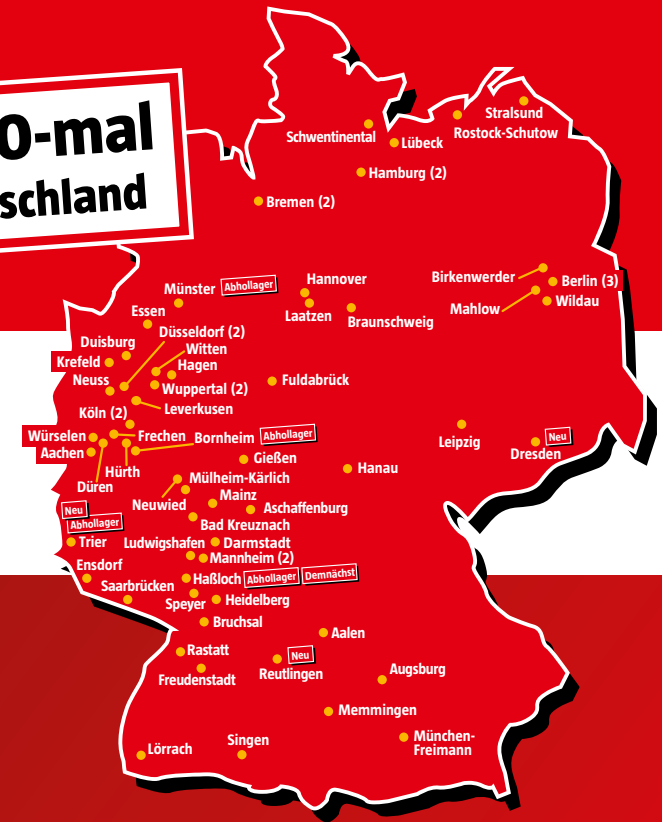 0-mal
schland
Stralsund
Schwentinental
Rostock-Schutow
Lübeck
Hamburg (2)
Bremen (2)
Birkenwerder
Berlin (3)
Mahlow
Wildau
Münster Abhollager
Hannover
Laatzen
Braunschweig
Essen
Düsseldorf (2)
Duisburg
Witten
Krefeld
Hagen
Neuss
Wuppertal (2)
Fuldabrück
Leverkusen
Köln (2)
Würselen
Frechen
Bornheim Abhollager
Aachen
Leipzig
Neu
Dresden
Gießen
Hanau
Hürth
Düren
Mülheim-Kärlich
Neuwied
Mainz
Aschaffenburg
Bad Kreuznach
Neu
Abhollager
Trier
Ludwigshafen
Darmstadt
Mannheim (2)
Ensdorf
Haßloch Abhollager Demnächst
Saarbrücken
Speyer
Heidelberg
Bruchsal
Aalen
Rastatt
Neu
Reutlingen
Freudenstadt
Augsburg
Memmingen
München-
Freimann
Singen
Lörrach